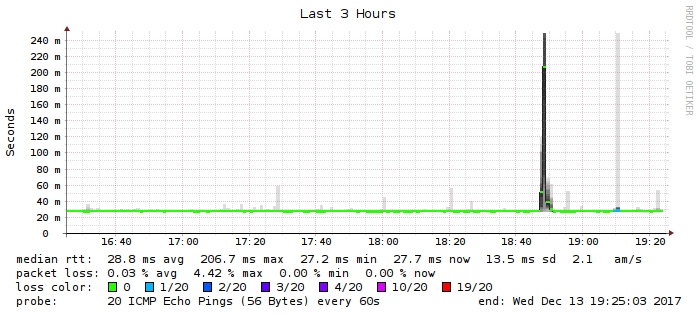 Last 3 Hours
RRDTOOL / TOBI OETIKER
Seconds
240 m
220 m
200 m
180 m
160 m
140 m
120 m
100 m
80 m
60 m
40 m
20 m
0
16:40 17:00 17:20 17:40 18:00 18:20 18:40 19:00 19:20
median rtt: 28.8 ms avg 206.7 ms max 27.2 ms min 27.7 ms now 13.5 ms sd 2.1 am/s
packet loss: 0.03 % avg 4.42 % max 0.00 % min 0.00 % now
loss color: 0 1/20 2/20 3/20 4/20 10/20 19/20
probe: 20 ICMP Echo Pings (56 Bytes) every 60s end: Wed Dec 13 19:25:03 2017